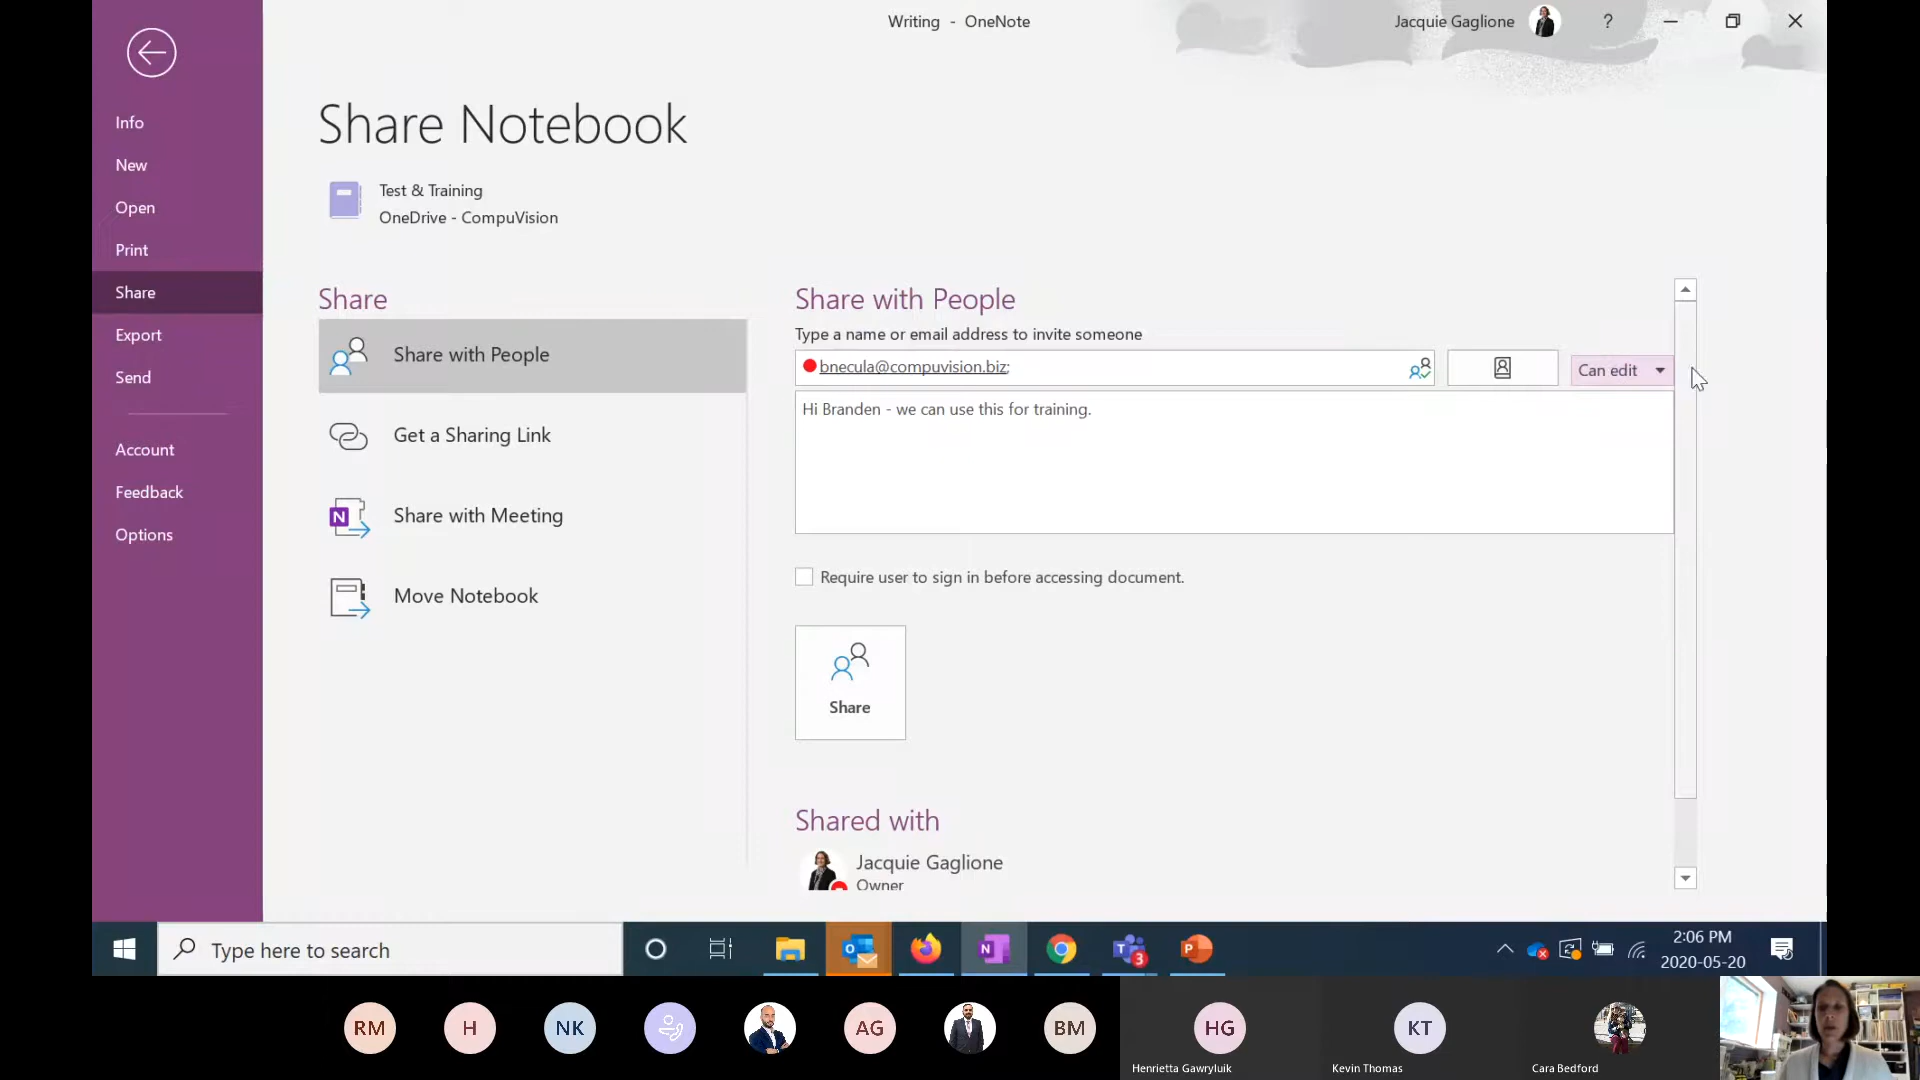 Writing - OneNote
Jacquie Gaglione
?
Info
New
Open
Print
Share
Export
Send
Account
Feedback
Options
Share Notebook
Test & Training
OneDrive - CompuVision
Share
Share with People
Get a Sharing Link
Share with Meeting
Move Notebook
Share with People
Type a name or email address to invite someone
bnecula@compuvision.biz;
Can edit
Hi Branden - we can use this for training.
Require user to sign in before accessing document.
Share
Shared with
Jacquie Gaglione
Owner
Type here to search
3
2:06 PM
2020-05-20
RM
H
NK
AG
BM
HG
Henrietta Gawryluik
KT
Kevin Thomas
Cara Bedford